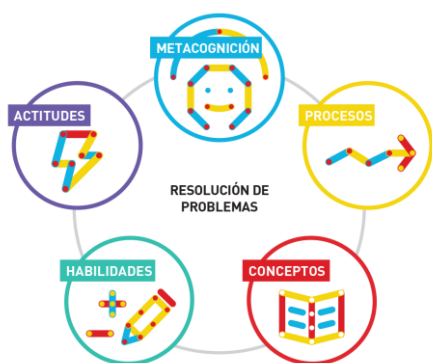 METACOGNICIÓN
ACTITUDES
PROCESOS
RESOLUCIÓN DE
PROBLEMAS
HABILIDADES
CONCEPTOS